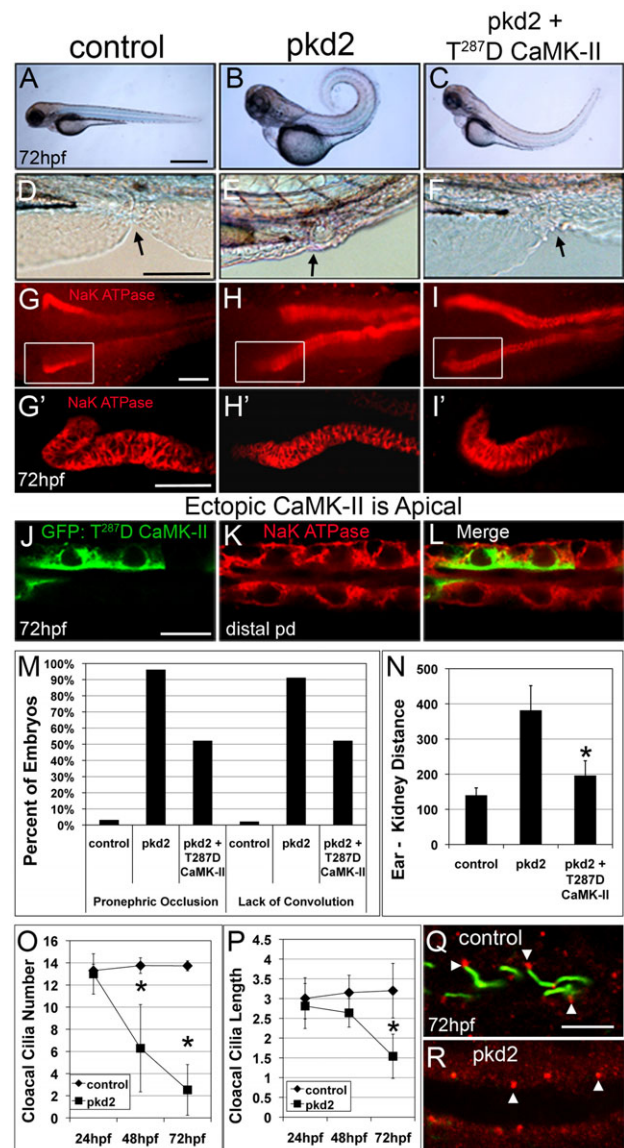 control
pkd2
pkd2 +
T287D CaMK-II
A
B
C
72hpf
D
E
F
G
NaK ATPase
H
I
G'
NaK ATPase
72hpf
H'
I'
Ectopic CaMK-II is Apical
J
GFP: T287D CaMK-II
72hpf
K
NaK ATPase
distal pd
L
Merge
M
Percent of Embryos
100%
90%
80%
70%
60%
50%
40%
30%
20%
10%
0%
control
pkd2
pkd2 +
T287D
CaMK-II
control
pkd2
pkd2 +
T287D
CaMK-II
Pronephric Occlusion
Lack of Convolution
N
Ear - Kidney Distance
500
400
300
200
100
0
*
control
pkd2
pkd2 +
T287D
CaMK-II
O
Cloacal Cilia Number
16
14
12
10
8
6
4
2
0
*
*
control
pkd2
24hpf
48hpf
72hpf
P
Cloacal Cilia Length
4.5
4
3.5
3
2.5
2
1.5
1
0.5
0
*
control
pkd2
24hpf
48hpf
72hpf
Q
control
72hpf
R
pkd2